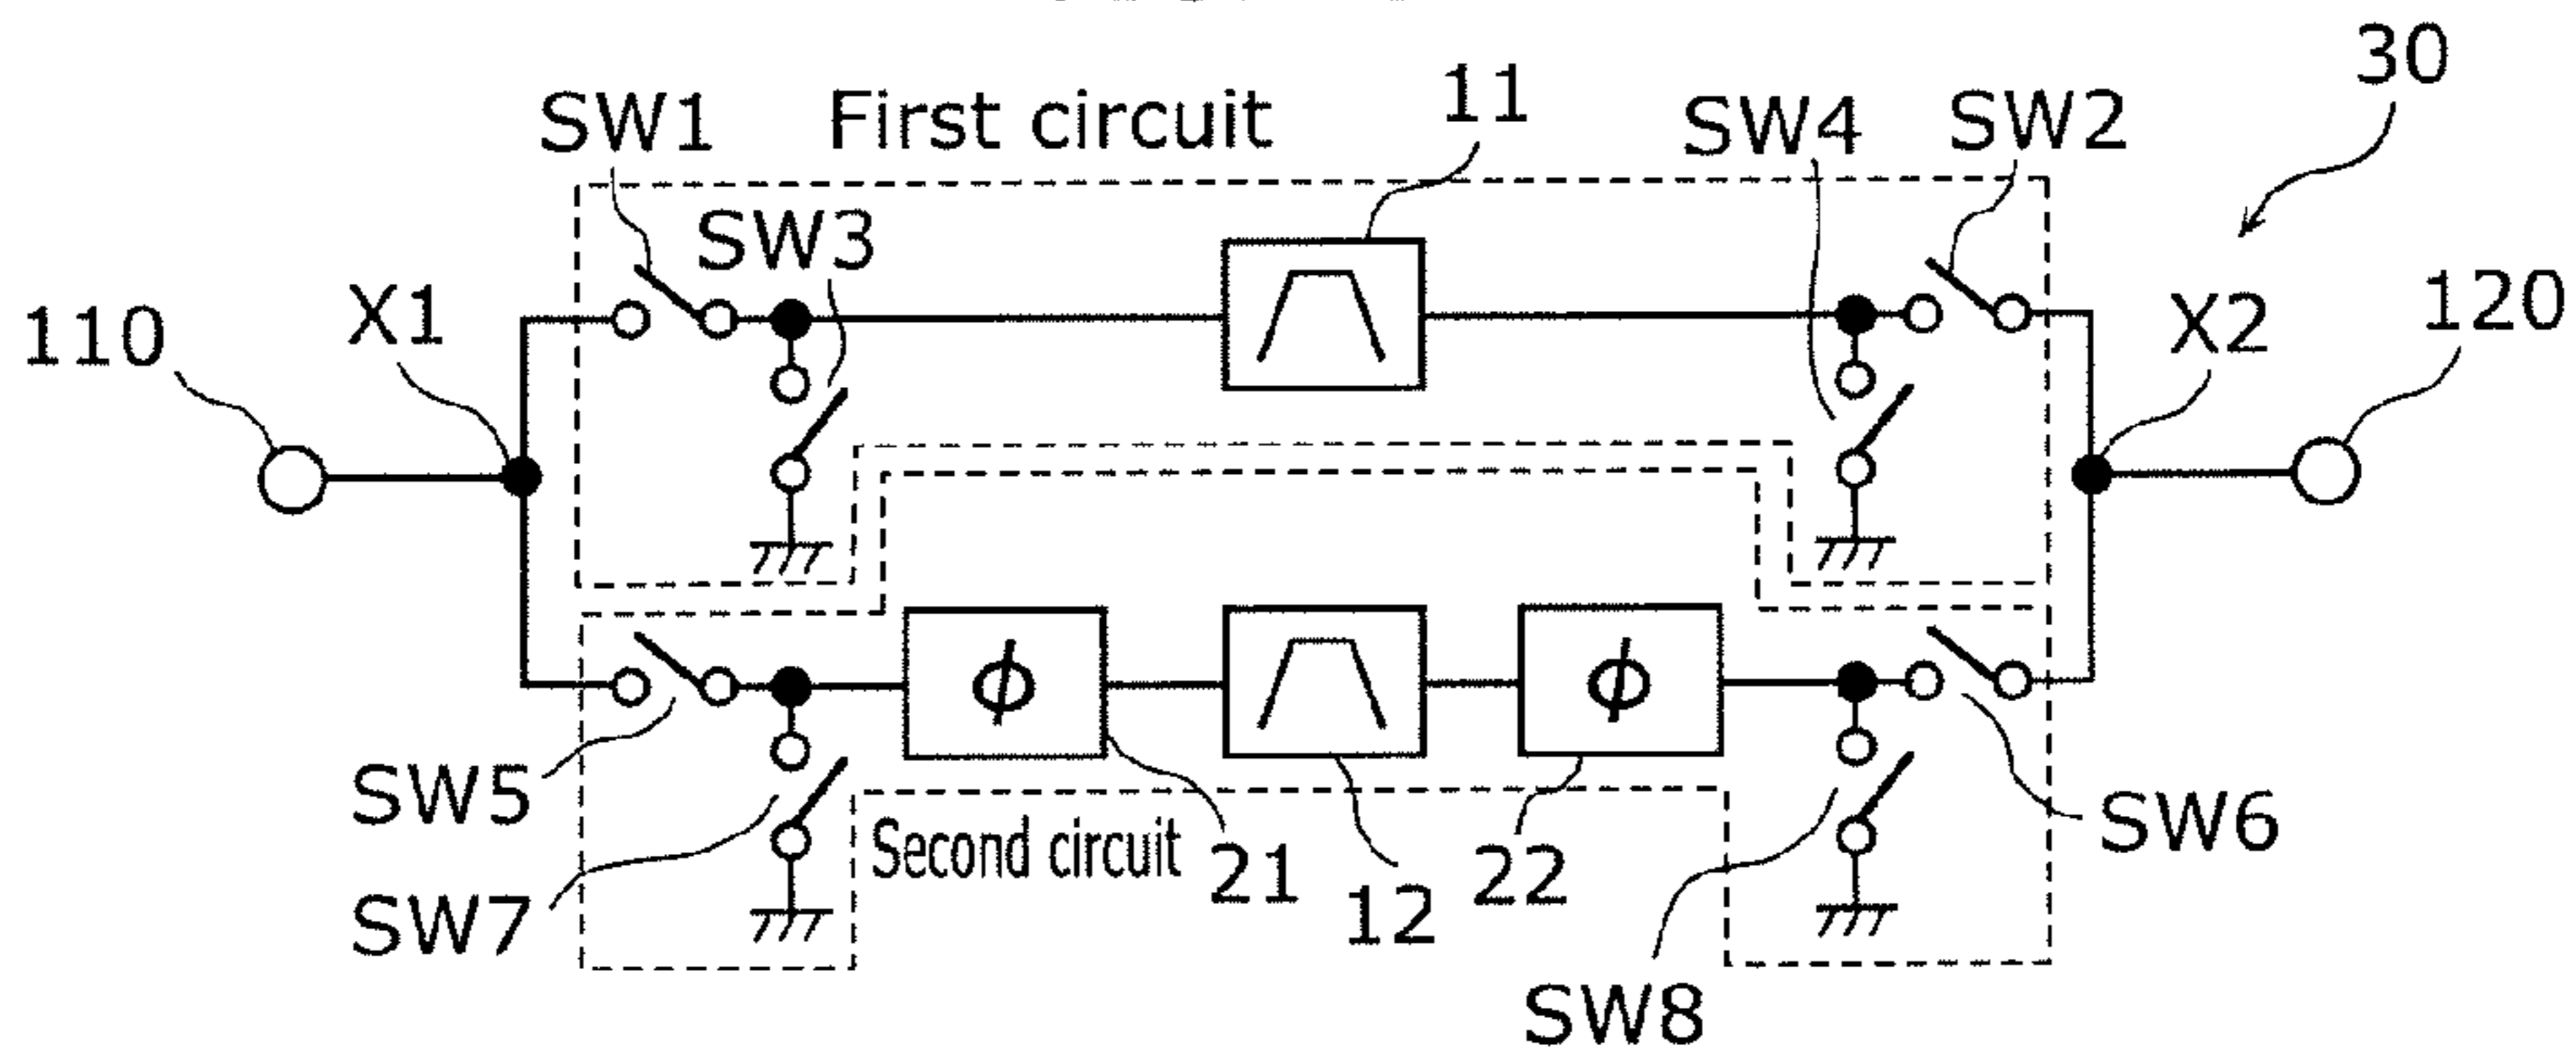 30
SW1 First circuit 11 SW4 SW2
SW3
110 X1 X2 120
ϕ ϕ
SW5 SW6
Second circuit 21 12 22
SW7
SW8